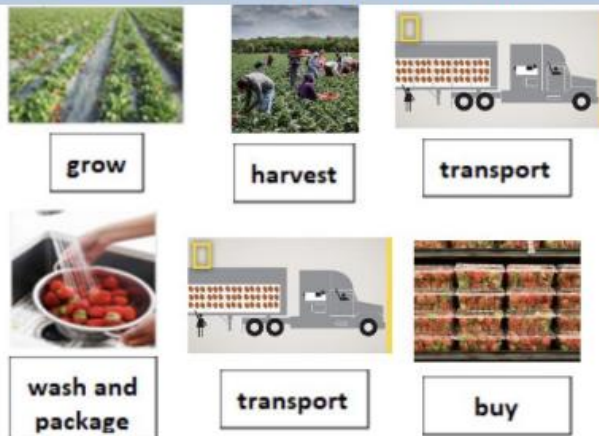 grow
harvest
transport
wash and
package
transport
buy